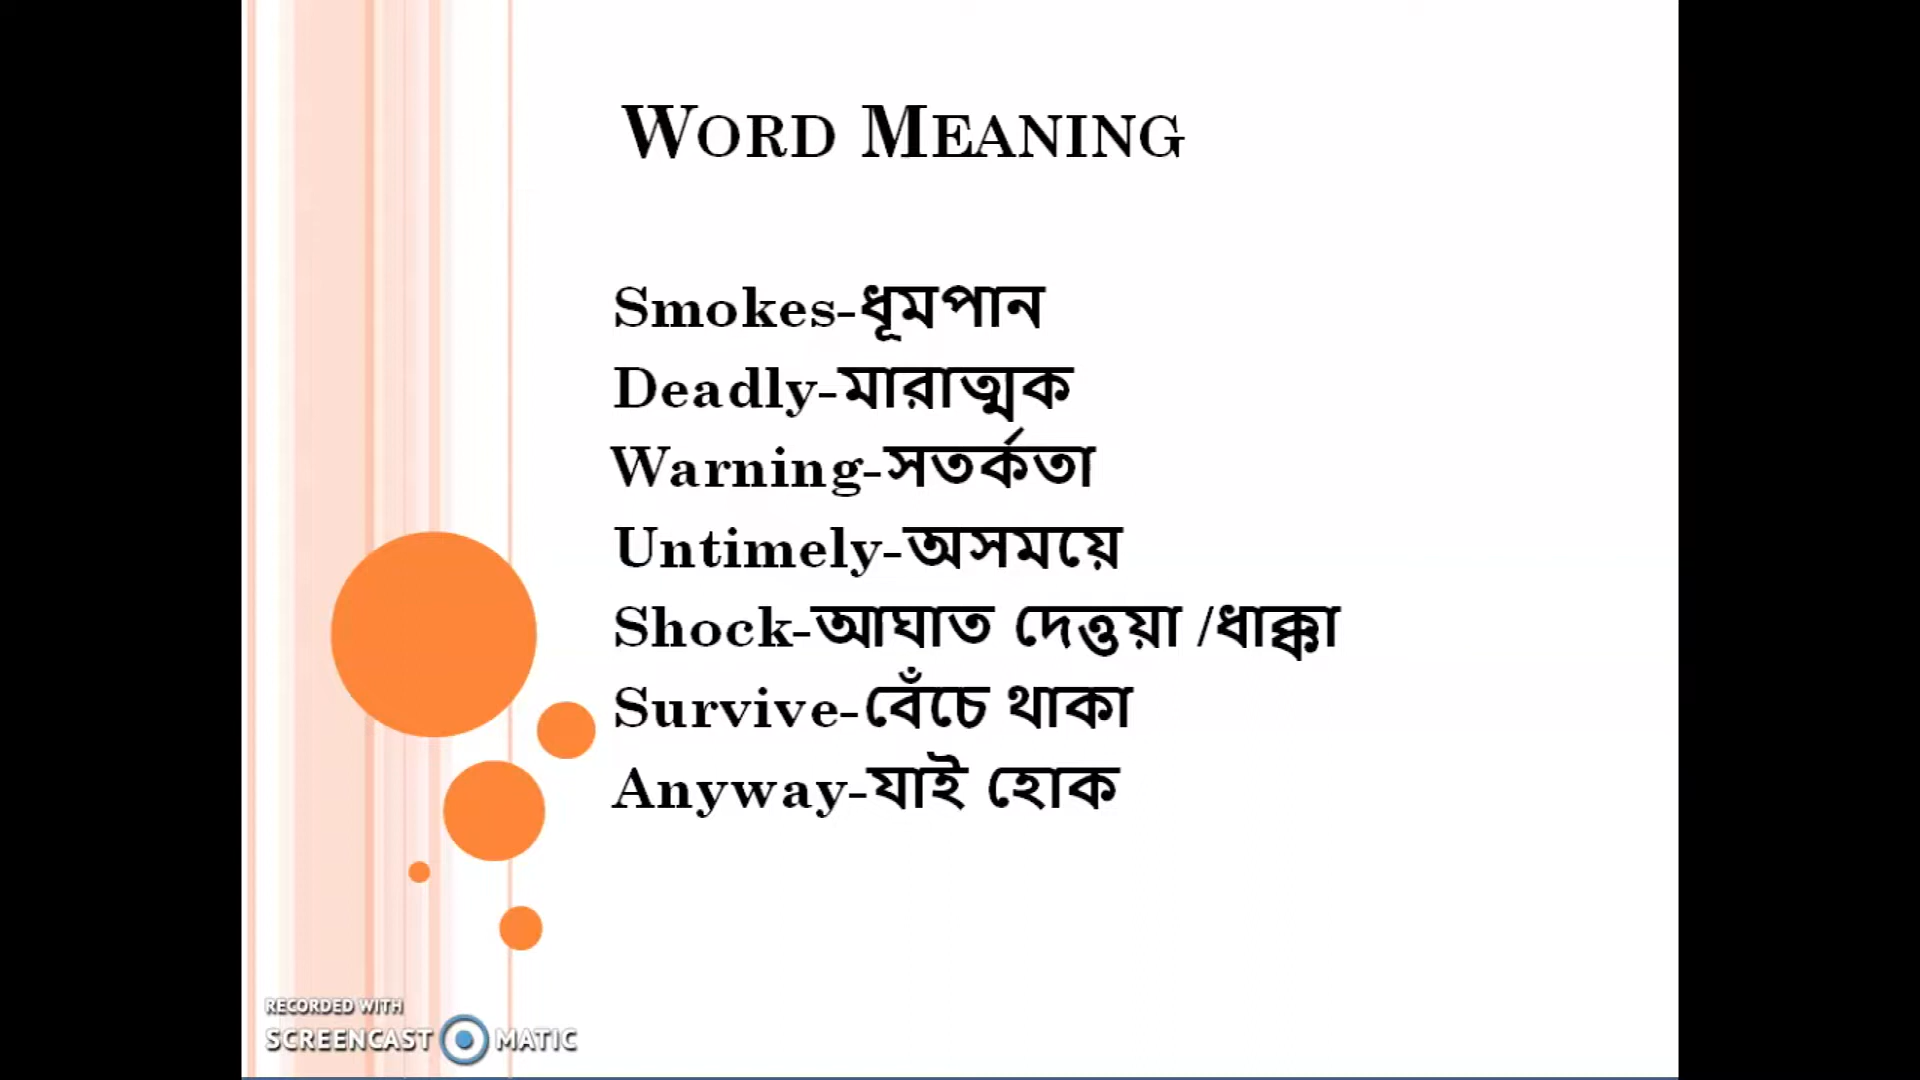 Word Meaning
Smokes-ধূমপান
Deadly-মারাত্মক
Warning-সতর্কতা
Untimely-অসময়ে
Shock-আঘাত দেত্তয়া /ধাক্কা
Survive-বেঁচে থাকা
Anyway-যাই হোক
RECORDED WITH
SCREENCAST MATIC